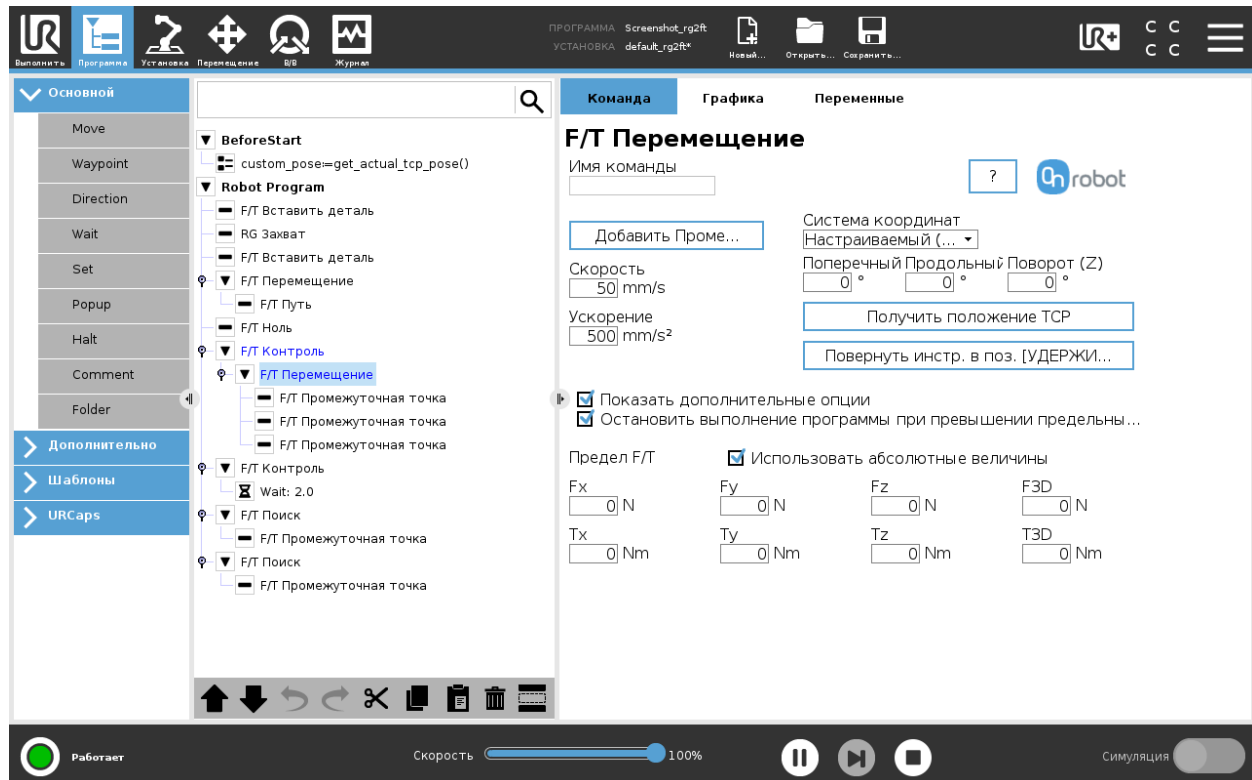 ПРОГРАММА Screenshot_rg2ft
УСТАНОВКА default_rg2ft*
Выполнить
Программа
Установка
Перемещение
В/В
Журнал
Новый...
Открыть...
Сохранить...
UR+
C C
C C
Основной
Move
Waypoint
Direction
Wait
Set
Popup
Halt
Comment
Folder
Дополнительно
Шаблоны
URCaps
BeforeStart
custom_pose≔get_actual_tcp_pose()
Robot Program
F/T Вставить деталь
RG Захват
F/T Вставить деталь
F/T Перемещение
F/T Путь
F/T Ноль
F/T Контроль
F/T Перемещение
F/T Промежуточная точка
F/T Промежуточная точка
F/T Промежуточная точка
F/T Контроль
Wait: 2.0
F/T Поиск
F/T Промежуточная точка
F/T Поиск
F/T Промежуточная точка
Команда Графика Переменные
F/T Перемещение
Имя команды
?
On robot
Добавить Проме...
Система координат
Настраиваемый (...
Скорость
50 mm/s
Поперечный Продольный Поворот (Z)
0 ° 0 ° 0 °
Ускорение
500 mm/s²
Получить положение TCP
Повернуть инстр. в поз. [УДЕРЖИ...
Показать дополнительные опции
Остановить выполнение программы при превышении предельны...
Предел F/T Использовать абсолютные величины
Fx Fy Fz F3D
0 N 0 N 0 N 0 N
Tx Ty Tz T3D
0 Nm 0 Nm 0 Nm 0 Nm
Работает
Скорость 100%
Симуляция